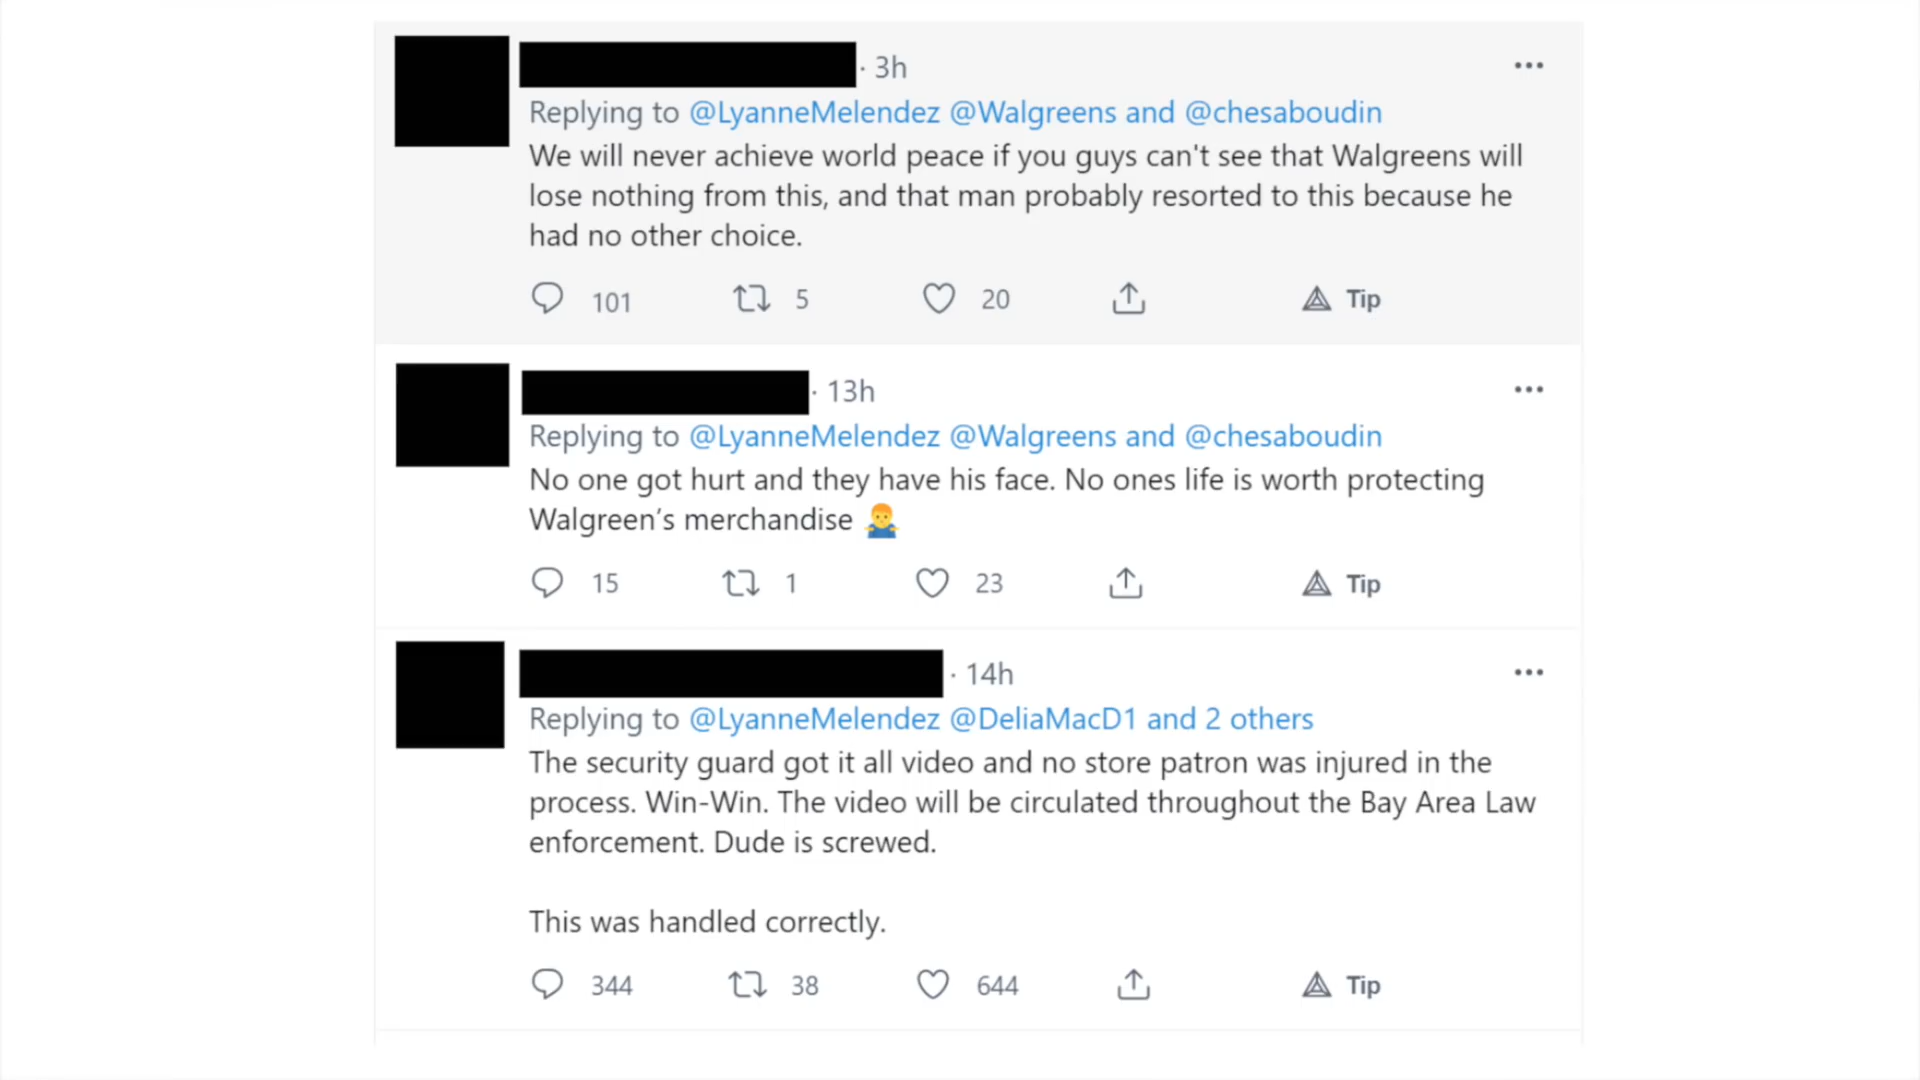 · 3h
Replying to @LyanneMelendez @Walgreens and @chesaboudin
We will never achieve world peace if you guys can't see that Walgreens will
lose nothing from this, and that man probably resorted to this because he
had no other choice.
101 5 20 Tip
· 13h
Replying to @LyanneMelendez @Walgreens and @chesaboudin
No one got hurt and they have his face. No ones life is worth protecting
Walgreen’s merchandise 🤷‍♂️
15 1 23 Tip
· 14h
Replying to @LyanneMelendez @DeliaMacD1 and 2 others
The security guard got it all video and no store patron was injured in the
process. Win-Win. The video will be circulated throughout the Bay Area Law
enforcement. Dude is screwed.
This was handled correctly.
344 38 644 Tip